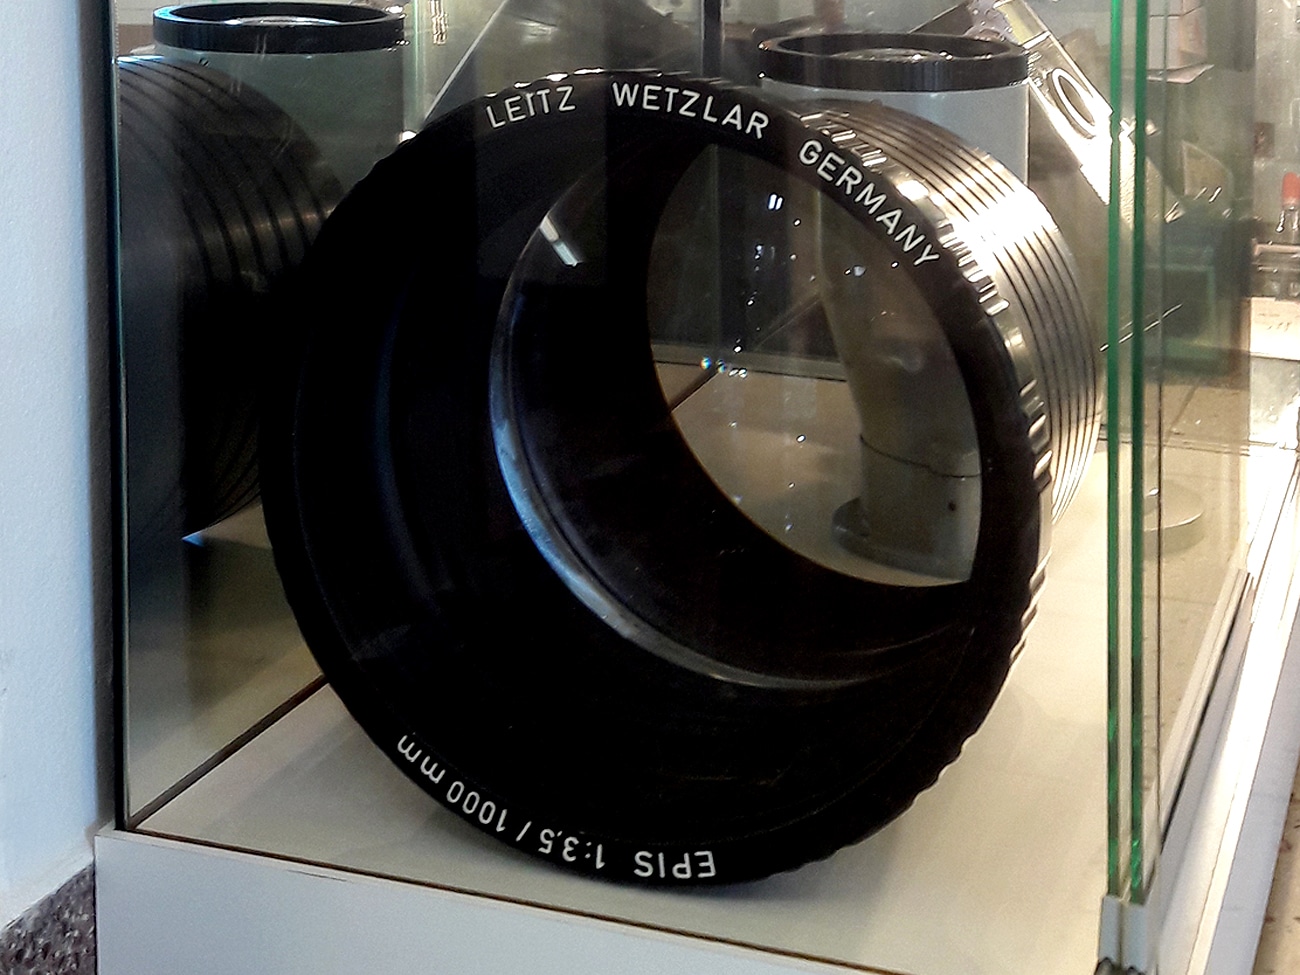 LEITZ WETZLAR GERMANY
EPIS 1:3,5 / 1000 mm